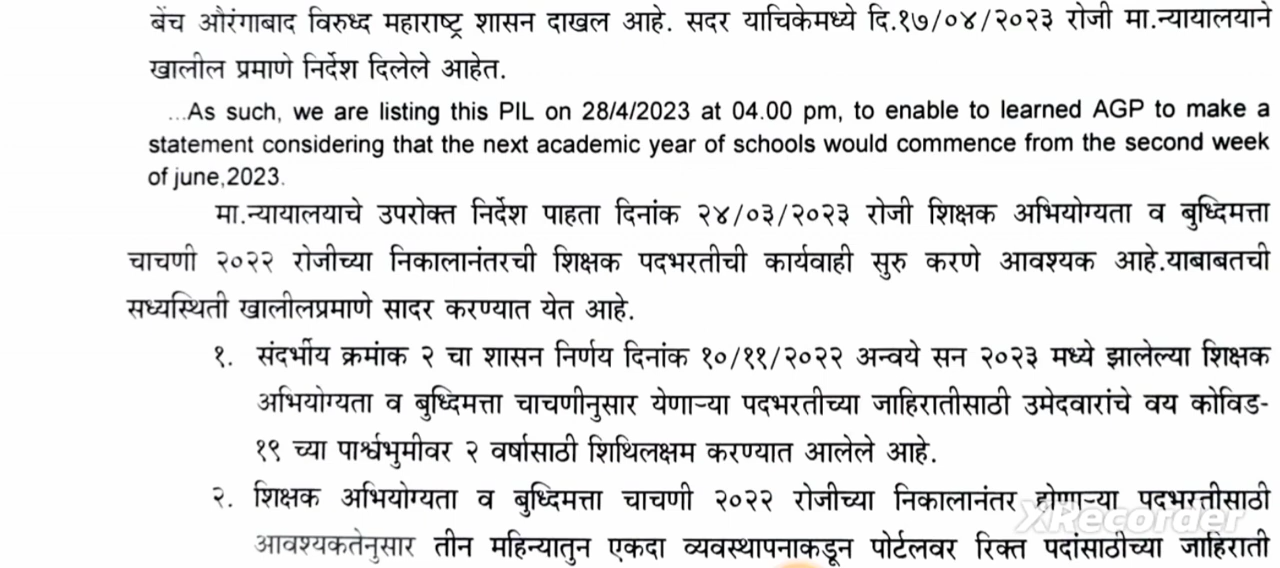 बेंच औरंगाबाद विरुध्द महाराष्ट्र शासन दाखल आहे. सदर याचिकेमध्ये दि.१७/०४/२०२३ रोजी मा.न्यायालयाने
खालील प्रमाणे निर्देश दिलेले आहेत.
...As such, we are listing this PIL on 28/4/2023 at 04.00 pm, to enable to learned AGP to make a
statement considering that the next academic year of schools would commence from the second week
of june,2023.
मा.न्यायालयाचे उपरोक्त निर्देश पाहता दिनांक २४/०३/२०२३ रोजी शिक्षक अभियोग्यता व बुध्दिमत्ता
चाचणी २०२२ रोजीच्या निकालानंतरची शिक्षक पदभरतीची कार्यवाही सुरु करणे आवश्यक आहे.याबाबतची
सध्यस्थिती खालीलप्रमाणे सादर करण्यात येत आहे.
१. संदर्भीय क्रमांक २ चा शासन निर्णय दिनांक १०/११/२०२२ अन्वये सन २०२३ मध्ये झालेल्या शिक्षक
अभियोग्यता व बुध्दिमत्ता चाचणीनुसार येणाऱ्या पदभरतीच्या जाहिरातीसाठी उमेदवारांचे वय कोविड-
१९ च्या पार्श्वभुमीवर २ वर्षासाठी शिथिलक्षम करण्यात आलेले आहे.
२. शिक्षक अभियोग्यता व बुध्दिमत्ता चाचणी २०२२ रोजीच्या निकालानंतर होणाऱ्या पदभरतीसाठी
XRecorder
आवश्यकतेनुसार तीन महिन्यातुन एकदा व्यवस्थापनाकडून पोर्टलवर रिक्त पदांसाठीच्या जाहिराती